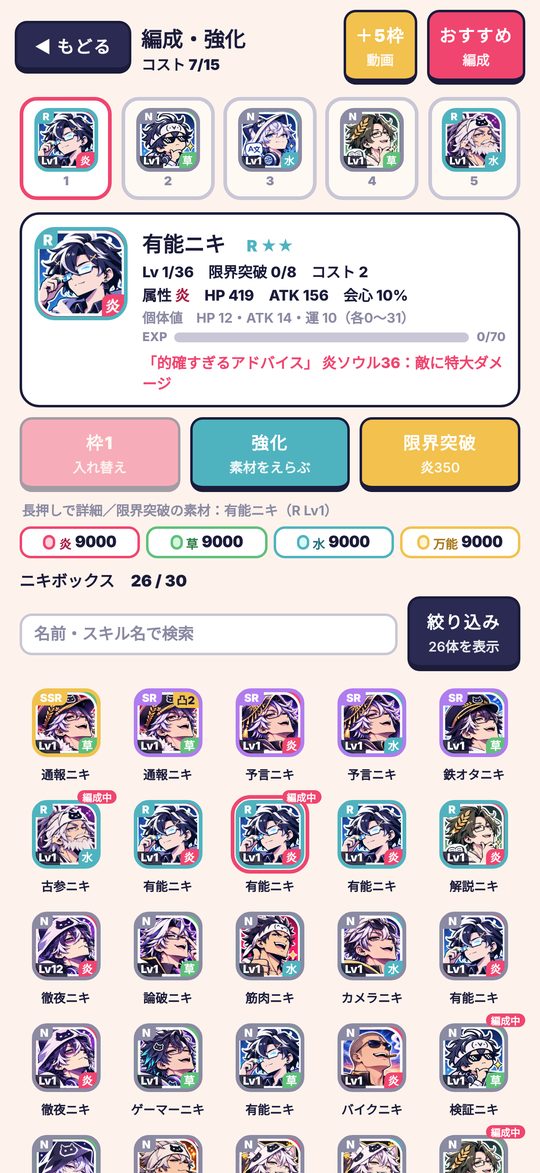 ◀ もどる
編成・強化
コスト 7/15
＋5枠
動画
おすすめ
編成
R Lv1 炎
N Lv1 草
N A文 Lv1 水
N Lv1 草
R Lv1 水
1 2 3 4 5
R 炎
有能ニキ R ★★
Lv 1/36 限界突破 0/8 コスト 2
属性 炎 HP 419 ATK 156 会心 10%
個体値 HP 12・ATK 14・運 10（各0〜31）
EXP 0/70
「的確すぎるアドバイス」 炎ソウル36：敵に特大ダメ
ージ
枠1
入れ替え
強化
素材をえらぶ
限界突破
炎350
長押しで詳細／限界突破の素材：有能ニキ（R Lv1）
炎 9000 草 9000 水 9000 万能 9000
ニキボックス 26 / 30
名前・スキル名で検索
絞り込み
26体を表示
SSR Lv1 草
SR 凸2 Lv1 草
SR Lv1 炎
SR Lv1 水
SR Lv1 草
通報ニキ 通報ニキ 予言ニキ 予言ニキ 鉄オタニキ
編成中 編成中
R Lv1 水
R Lv1 草
R Lv1 炎
R Lv1 炎
R Lv1 草
古参ニキ 有能ニキ 有能ニキ 有能ニキ 解説ニキ
N Lv12 炎
N Lv1 草
N Lv1 水
N Lv1 水
N Lv1 炎
徹夜ニキ 論破ニキ 筋肉ニキ カメラニキ 有能ニキ
編成中
N Lv1 炎
N Lv1 草
N Lv1 草
N Lv1 炎
N Lv1 草
徹夜ニキ ゲーマーニキ 有能ニキ バイクニキ 検証ニキ
編成中
N N N N N